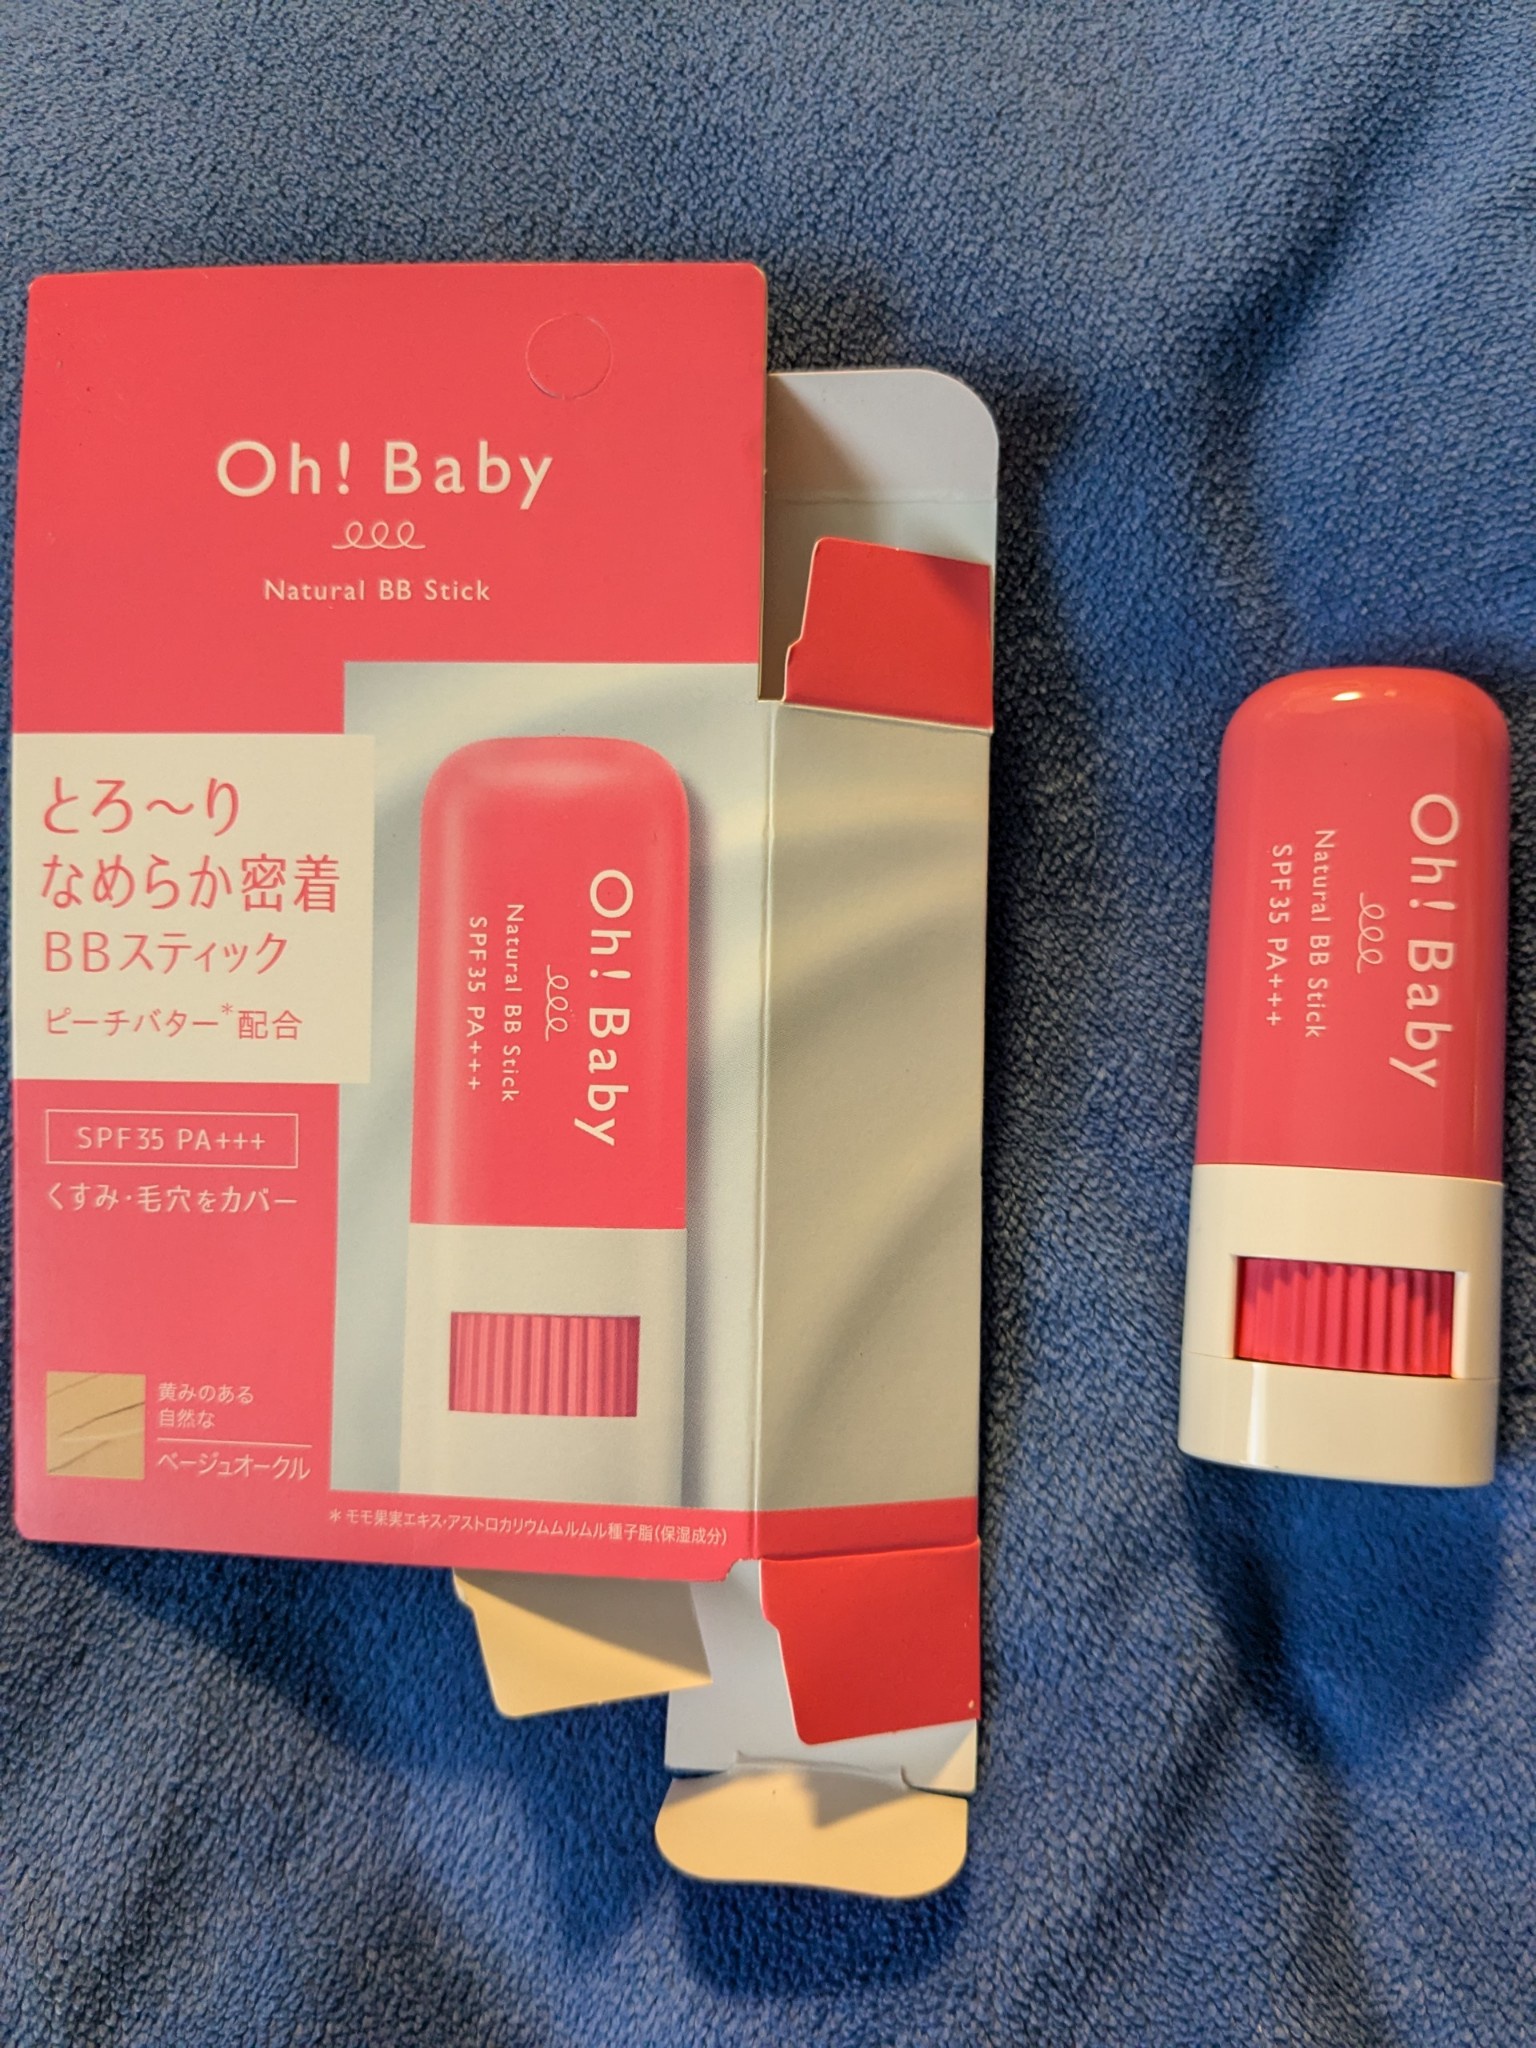 Oh! Baby
Natural BB Stick
とろ～り
なめらか密着
BBスティック
ピーチバター*配合
SPF35 PA+++
くすみ・毛穴をカバー
黄みのある
自然な
ベージュオークル
Oh! Baby
Natural BB Stick
SPF35 PA+++
＊モモ果実エキス・アストロカリウムムルムル種子脂(保湿成分)
Oh! Baby
Natural BB Stick
SPF35 PA+++